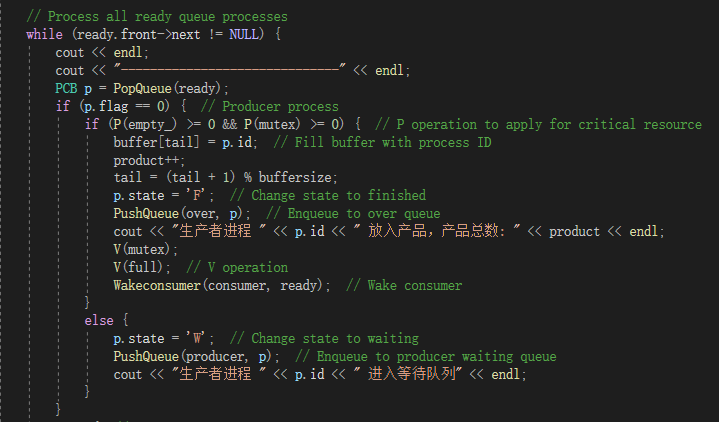 // Process all ready queue processes
while (ready.front->next != NULL) {
cout << endl;
cout << "------------------------------" << endl;
PCB p = PopQueue(ready);
if (p.flag == 0) {  // Producer process
if (P(empty_) >= 0 && P(mutex) >= 0) {  // P operation to apply for critical resource
buffer[tail] = p.id;  // Fill buffer with process ID
product++;
tail = (tail + 1) % buffersize;
p.state = 'F';  // Change state to finished
PushQueue(over, p);  // Enqueue to over queue
cout << "生产者进程 " << p.id << " 放入产品, 产品总数: " << product << endl;
V(mutex);
V(full);  // V operation
Wakeconsumer(consumer, ready);  // Wake consumer
}
else {
p.state = 'W';  // Change state to waiting
PushQueue(producer, p);  // Enqueue to producer waiting queue
cout << "生产者进程 " << p.id << " 进入等待队列" << endl;
}
}